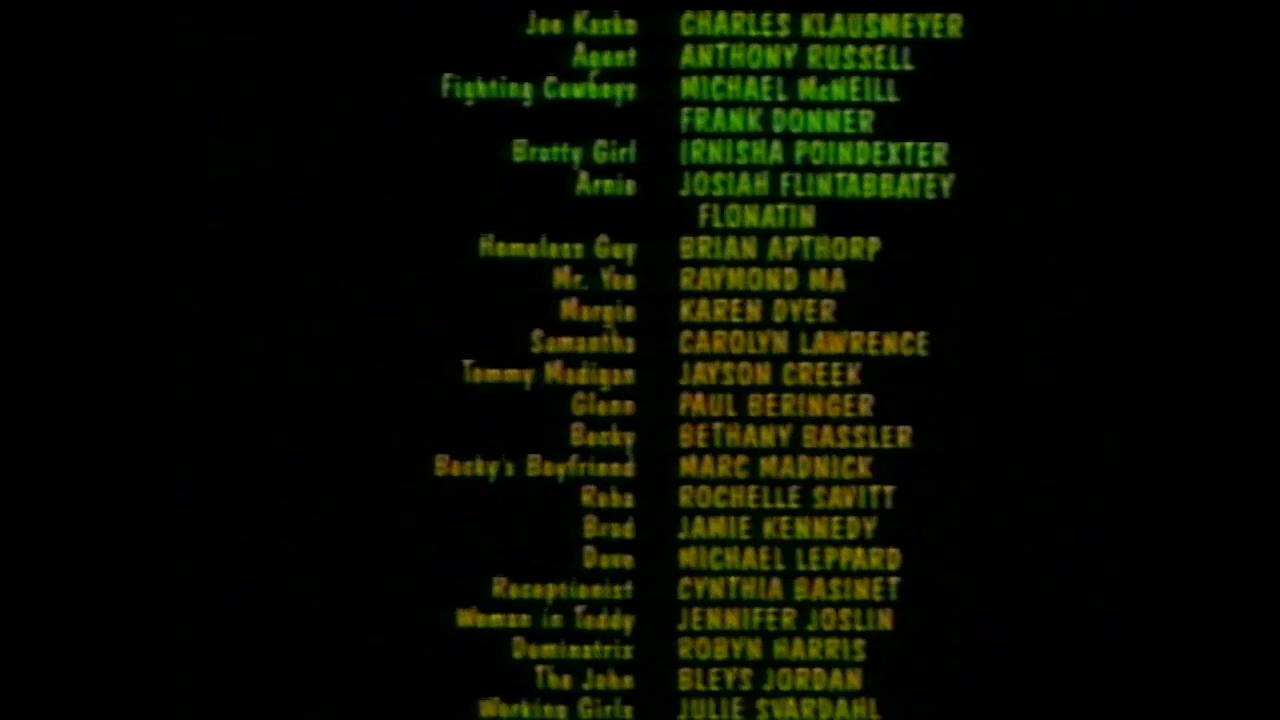 Joe Kasko CHARLES KLAUSMEYER
Agent ANTHONY RUSSELL
Fighting Cowboys MICHAEL McNEILL
FRANK DONNER
Bratty Girl IRNISHA POINDEXTER
Arnie JOSIAH FLINTABBATEY
FLONATIN
Homeless Guy BRIAN APTHORP
Mr. Yee RAYMOND MA
Margie KAREN DYER
Samantha CAROLYN LAWRENCE
Tommy Madigan JAYSON CREEK
Glenn PAUL BERINGER
Becky BETHANY BASSLER
Becky's Boyfriend MARC MADNICK
ROCHELLE SAVITT
Brad JAMIE KENNEDY
Dave MICHAEL LEPPARD
Receptionist CYNTHIA BASINET
Woman in Teddy JENNIFER JOSLIN
Dominatrix ROBYN HARRIS
The John BLEYS JORDAN
Working Girls JULIE SVARDAHL